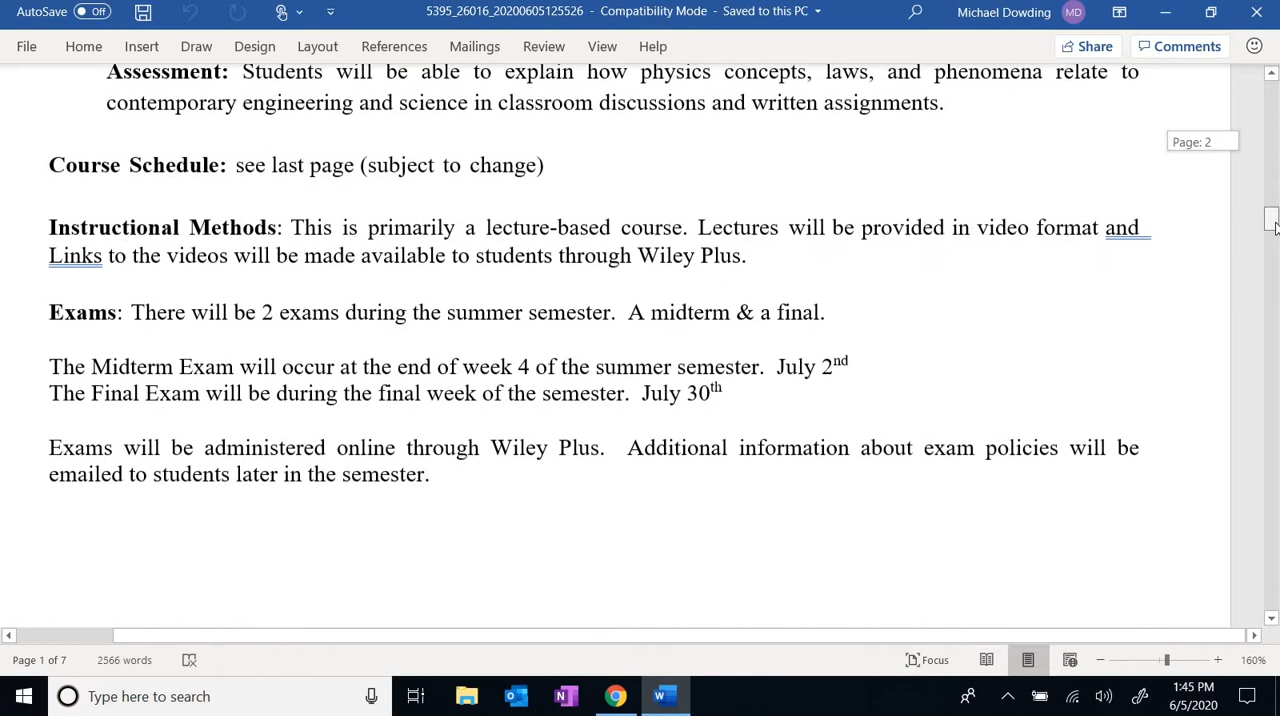 AutoSave Off 5395_26016_20200605125526 - Compatibility Mode - Saved to this PC Michael Dowding MD
File Home Insert Draw Design Layout References Mailings Review View Help Share Comments
Assessment: Students will be able to explain how physics concepts, laws, and phenomena relate to
contemporary engineering and science in classroom discussions and written assignments.
Page: 2
Course Schedule: see last page (subject to change)
Instructional Methods: This is primarily a lecture-based course. Lectures will be provided in video format and
Links to the videos will be made available to students through Wiley Plus.
Exams: There will be 2 exams during the summer semester. A midterm & a final.
The Midterm Exam will occur at the end of week 4 of the summer semester. July 2nd
The Final Exam will be during the final week of the semester. July 30th
Exams will be administered online through Wiley Plus. Additional information about exam policies will be
emailed to students later in the semester.
Page 1 of 7 2566 words Focus 160%
Type here to search 1:45 PM
6/5/2020